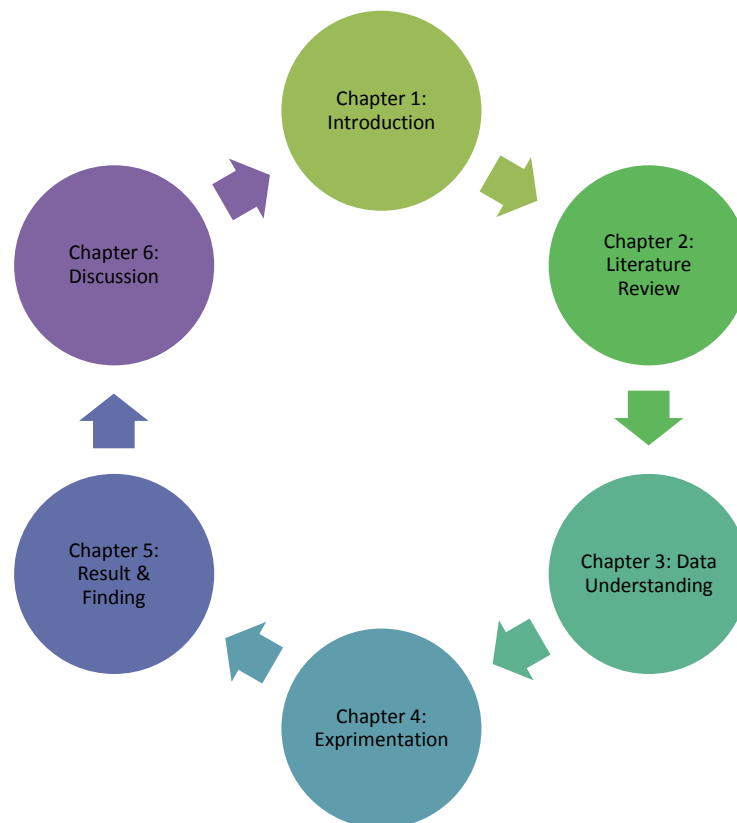 Chapter 1:
Introduction
Chapter 2:
Literature
Review
Chapter 3: Data
Understanding
Chapter 4:
Exprimentation
Chapter 5:
Result &
Finding
Chapter 6:
Discussion